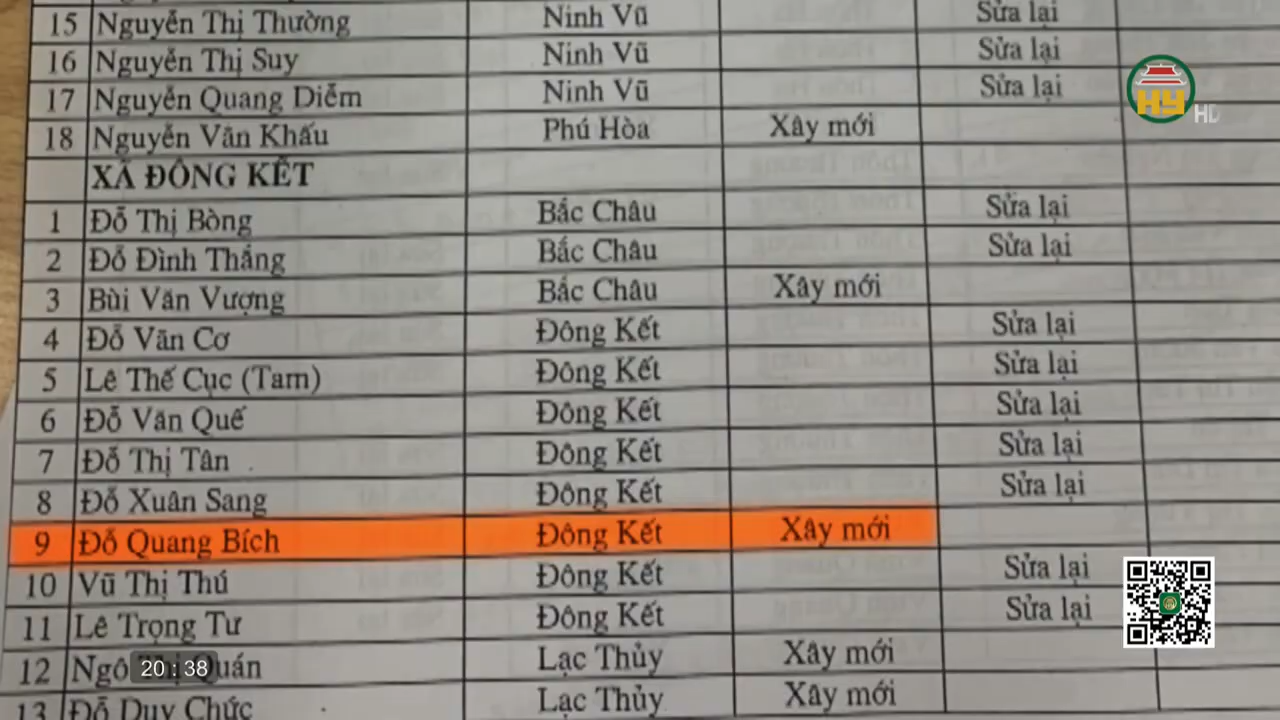 15 Nguyễn Thị Thường Ninh Vũ Sửa lại
16 Nguyễn Thị Suy Ninh Vũ Sửa lại
17 Nguyễn Quang Diễm Ninh Vũ Sửa lại
18 Nguyễn Văn Khấu Phú Hòa Xây mới
XÃ ĐÔNG KẾT
1 Đỗ Thị Bòng Bắc Châu Sửa lại
2 Đỗ Đình Thắng Bắc Châu Sửa lại
3 Bùi Văn Vượng Bắc Châu Xây mới
4 Đỗ Văn Cơ Đông Kết Sửa lại
5 Lê Thế Cục (Tam) Đông Kết Sửa lại
6 Đỗ Văn Quế Đông Kết Sửa lại
7 Đỗ Thị Tân Đông Kết Sửa lại
8 Đỗ Xuân Sang Đông Kết Sửa lại
9 Đỗ Quang Bích Đông Kết Xây mới
10 Vũ Thị Thú Đông Kết Sửa lại
11 Lê Trọng Tư Đông Kết Sửa lại
12 Ngô Quán Lạc Thủy Xây mới
13 Đỗ Duy Chức Lạc Thủy Xây mới
HY HD
20 : 38